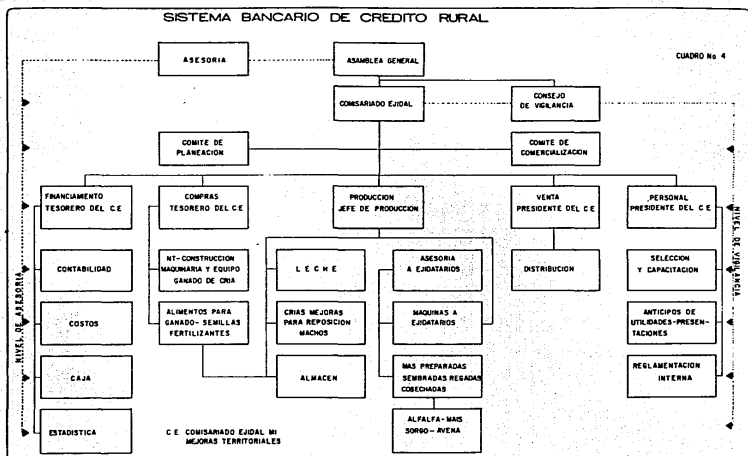 SISTEMA BANCARIO DE CREDITO RURAL
CUADRO No 4
ASESORIA
ASAMBLEA GENERAL
COMISARIADO EJIDAL
CONSEJO
DE VIGILANCIA
COMITE DE
PLANEACION
COMITE DE
COMERCIALIZACION
FINANCIAMENTO
TESORERO DEL C.E
COMPRAS
TESORERO DEL C.E
PRODUCCION
JEFE DE PRODUCCION
VENTA
PRESIDENTE DEL C.E
PERSONAL
PRESIDENTE DEL C.E
CONTABILIDAD
NT-CONSTRUCCION
MAQUINARIA Y EQUIPO
GANADO DE CRIA
LECHE
ASESORIA
A EJIDATARIOS
DISTRIBUCION
SELECCION
Y CAPACITACION
COSTOS
ALIMENTOS PARA
GANADO-SEMILLAS
FERTILIZANTES
CRIAS MEJORAS
PARA REPOSICION
MACHOS
MAQUINAS A
EJIDATARIOS
ANTICIPOS DE
UTILIDADES-PRESEN-
TACIONES
CAJA
ALMACEN
MAS PREPARADAS
SEMBRADAS REGADAS
COSECHADAS
REGLAMENTACION
INTERNA
ESTADISTICA
C E. COMISARIADO EJIDAL MI
MEJORAS TERRITORIALES
ALFALFA-MAIS
SORGO-AVENA
NIVEL DE ASESORIA
NIVEL DE VIGILANCIA